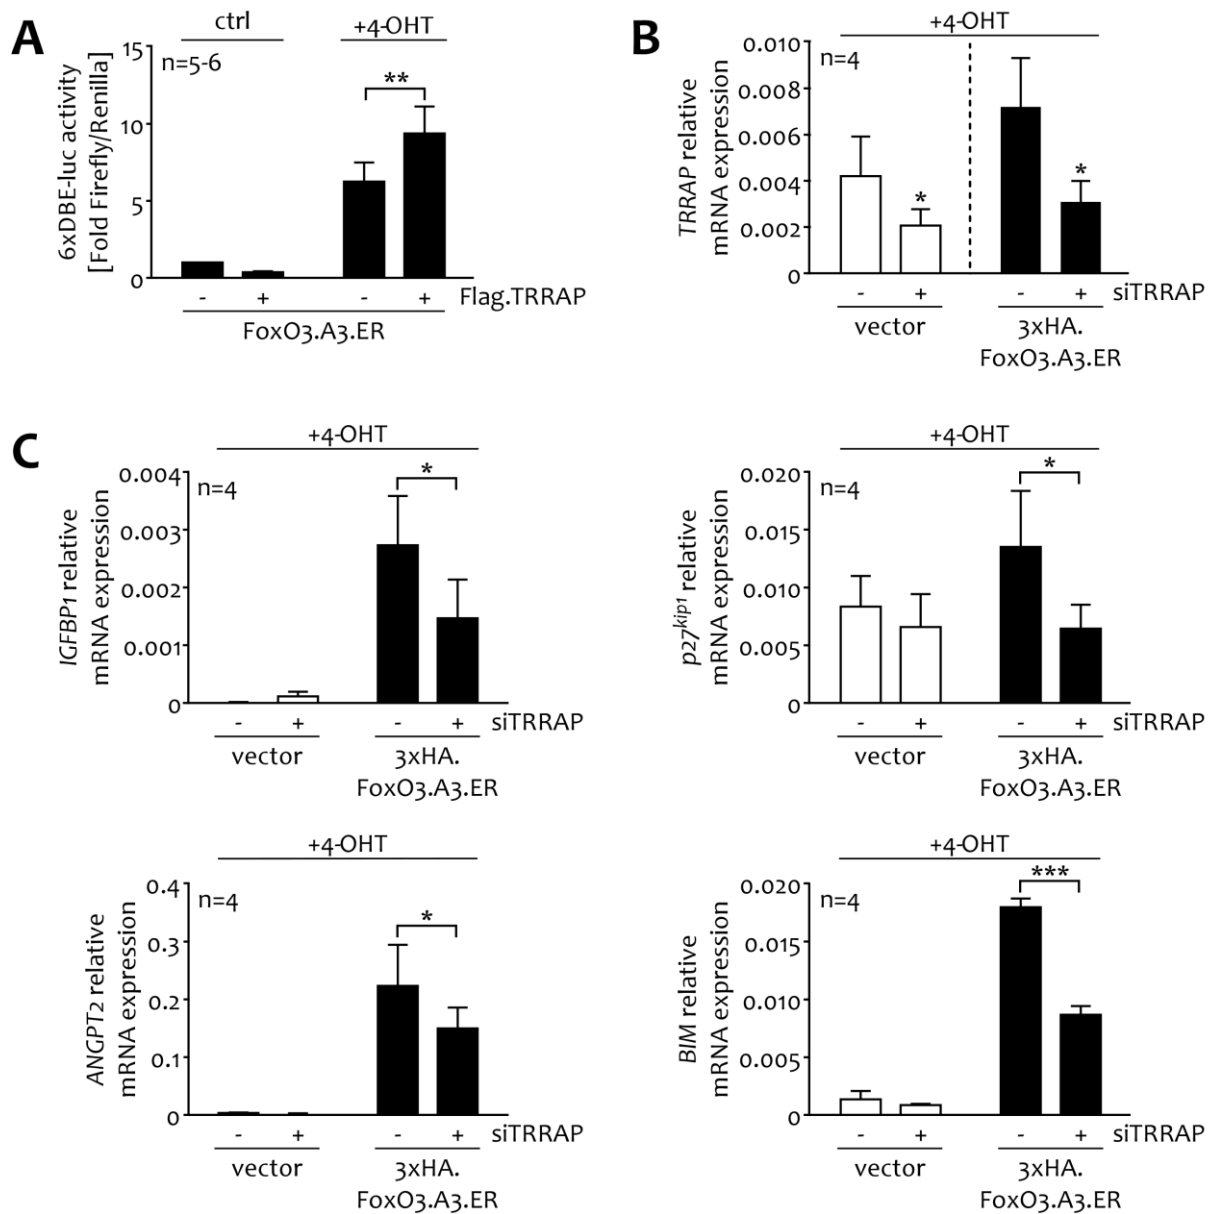 A
ctrl
+4-OHT
6xDBE-luc activity
[Fold Firefly/Renilla]
15
10
5
0
n=5-6
**
- + - + Flag.TRRAP
FoxO3.A3.ER
B
+4-OHT
TRRAP relative
mRNA expression
0.010
0.008
0.006
0.004
0.002
0
n=4
*
*
- + - + siTRRAP
vector
3xHA.
FoxO3.A3.ER
C
+4-OHT
IGFBP1 relative
mRNA expression
0.004
0.003
0.002
0.001
0
n=4
*
- + - + siTRRAP
vector
3xHA.
FoxO3.A3.ER
+4-OHT
p27kip1 relative
mRNA expression
0.020
0.015
0.010
0.005
0
n=4
*
- + - + siTRRAP
vector
3xHA.
FoxO3.A3.ER
+4-OHT
ANGPT2 relative
mRNA expression
0.4
0.3
0.2
0.1
0
n=4
*
- + - + siTRRAP
vector
3xHA.
FoxO3.A3.ER
+4-OHT
BIM relative
mRNA expression
0.020
0.015
0.010
0.005
0
n=4
***
- + - + siTRRAP
vector
3xHA.
FoxO3.A3.ER